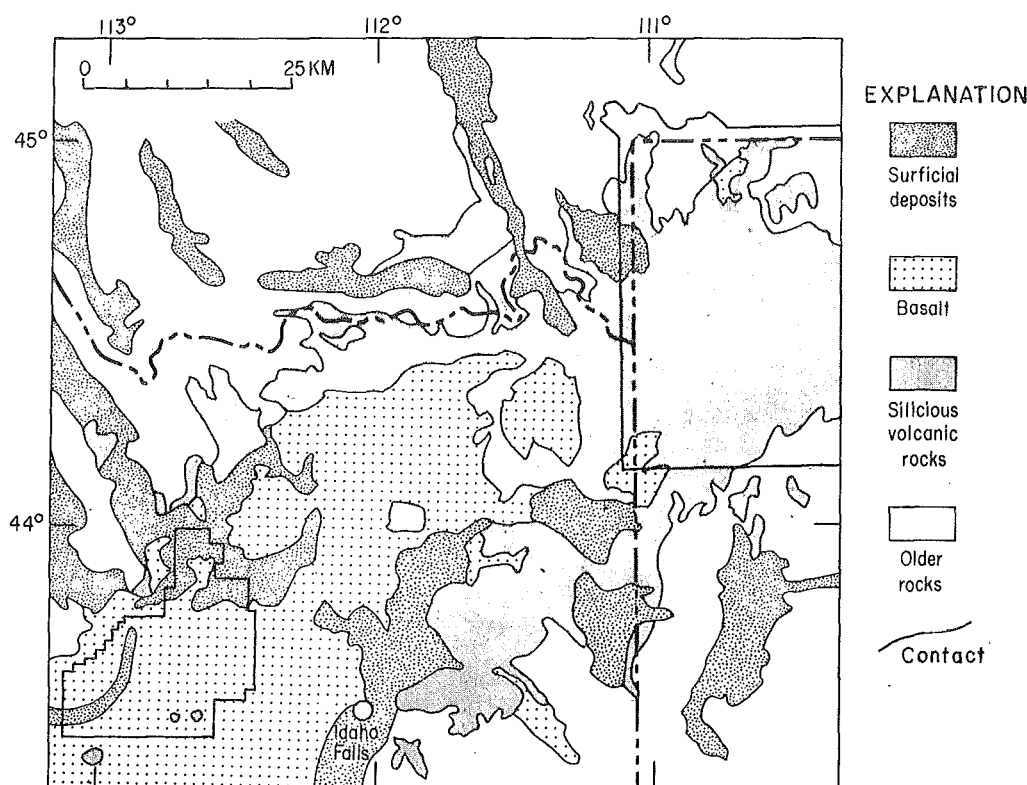 113°
112°
111°
0
25 KM
45°
44°
Idaho
Falls
EXPLANATION
Surficial
deposits
Basalt
Silicious
volcanic
rocks
Older
rocks
Contact